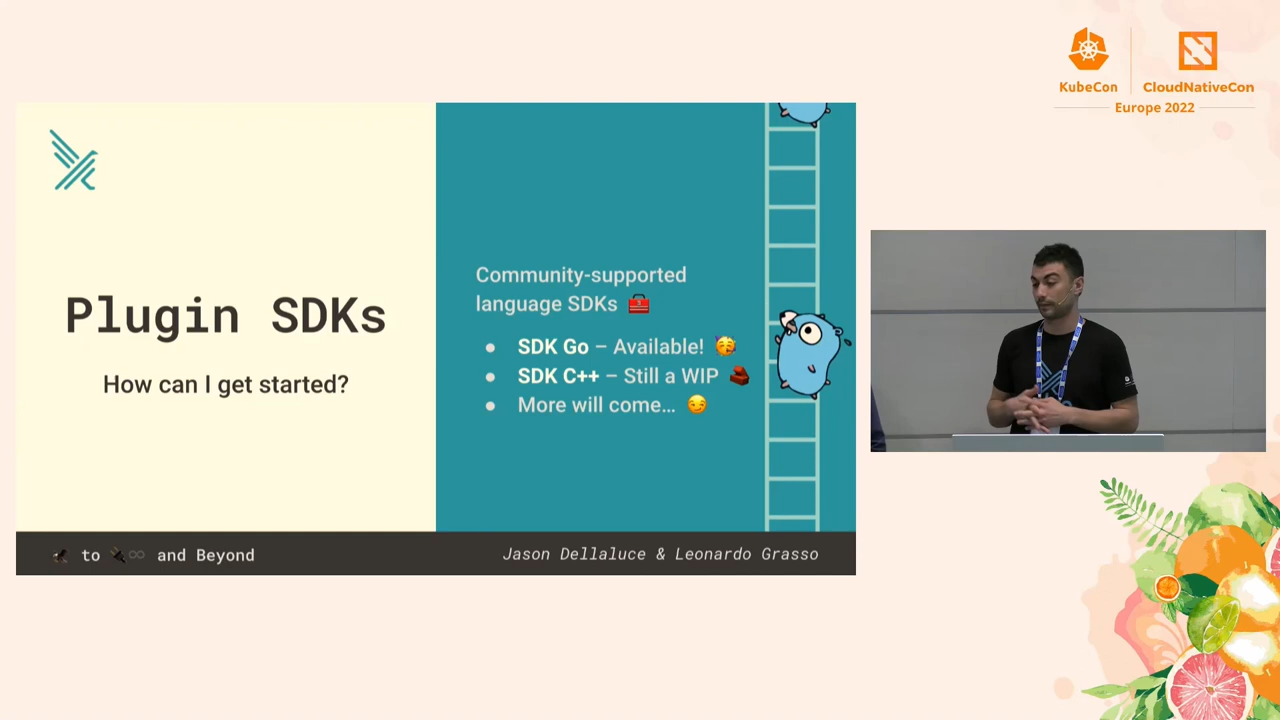 KubeCon
CloudNativeCon
Europe 2022
Plugin SDKs
How can I get started?
Community-supported
language SDKs 🧰
● SDK Go – Available! 🥳
● SDK C++ – Still a WIP 🧱
● More will come… 😏
to 🔌♾ and Beyond
Jason Dellaluce & Leonardo Grasso